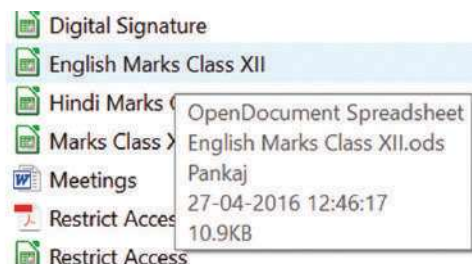 Digital Signature
English Marks Class XII
Hindi Marks
Marks Class
Meetings
Restrict
Restrict Access
OpenDocument Spreadsheet
English Marks Class XII.ods
Pankaj
27-04-2016 12:46:17
10.9KB